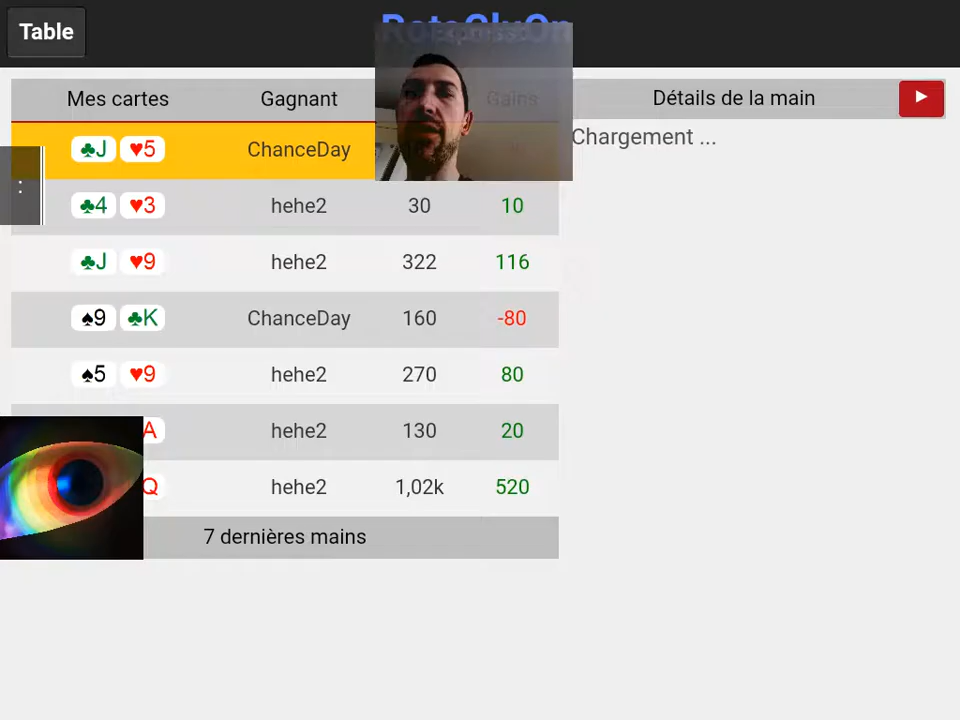 Table
Mes cartes Gagnant Gains Détails de la main
♣J ♥5 ChanceDay
Chargement ...
♣4 ♥3 hehe2 30 10
♣J ♥9 hehe2 322 116
♠9 ♣K ChanceDay 160 -80
♠5 ♥9 hehe2 270 80
A hehe2 130 20
Q hehe2 1,02k 520
7 dernières mains